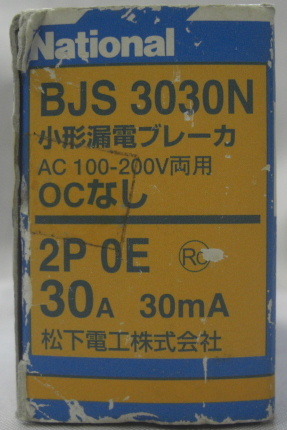 National
BJS 3030N
小形漏電ブレーカ
AC 100-200V両用
OCなし
2P 0E RC
30A 30mA
松下電工株式会社